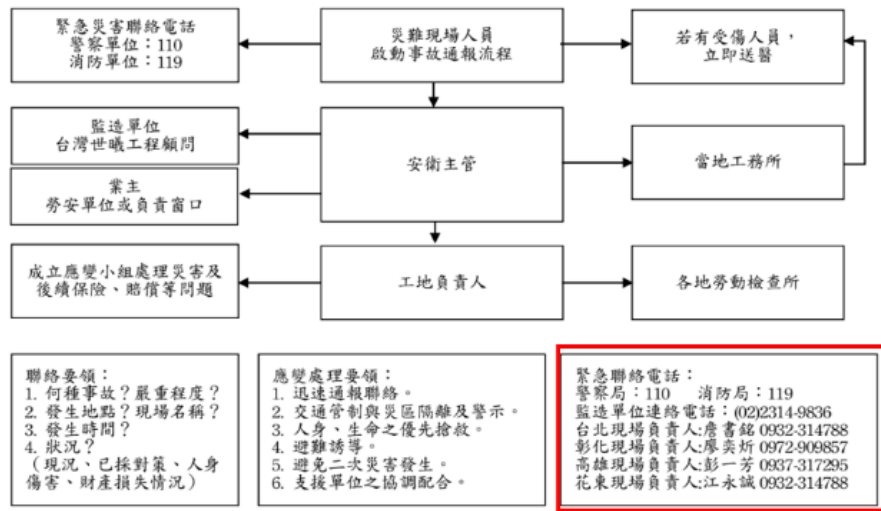 緊急災害聯絡電話
警察單位：110
消防單位：119
災難現場人員
啟動事故通報流程
若有受傷人員，
立即送醫
監造單位
台灣世曦工程顧問
業主
勞安單位或負責窗口
安衛主管
當地工務所
成立應變小組處理災害及
後續保險、賠償等問題
工地負責人
各地勞動檢查所
聯絡要領：
1. 何種事故？嚴重程度？
2. 發生地點？現場名稱？
3. 發生時間？
4. 狀況？
（現況、已採對策、人身
傷害、財產損失情況）
應變處理要領：
1. 迅速通報聯絡。
2. 交通管制與災區隔離及警示。
3. 人身、生命之優先搶救。
4. 避難誘導。
5. 避免二次災害發生。
6. 支援單位之協調配合。
緊急聯絡電話：
警察局：110 消防局：119
監造單位連絡電話：(02)2314-9836
台北現場負責人:詹書銘 0932-314788
彰化現場負責人:廖奕炘 0972-909857
高雄現場負責人:彭一芳 0937-317295
花東現場負責人:江永誠 0932-314788